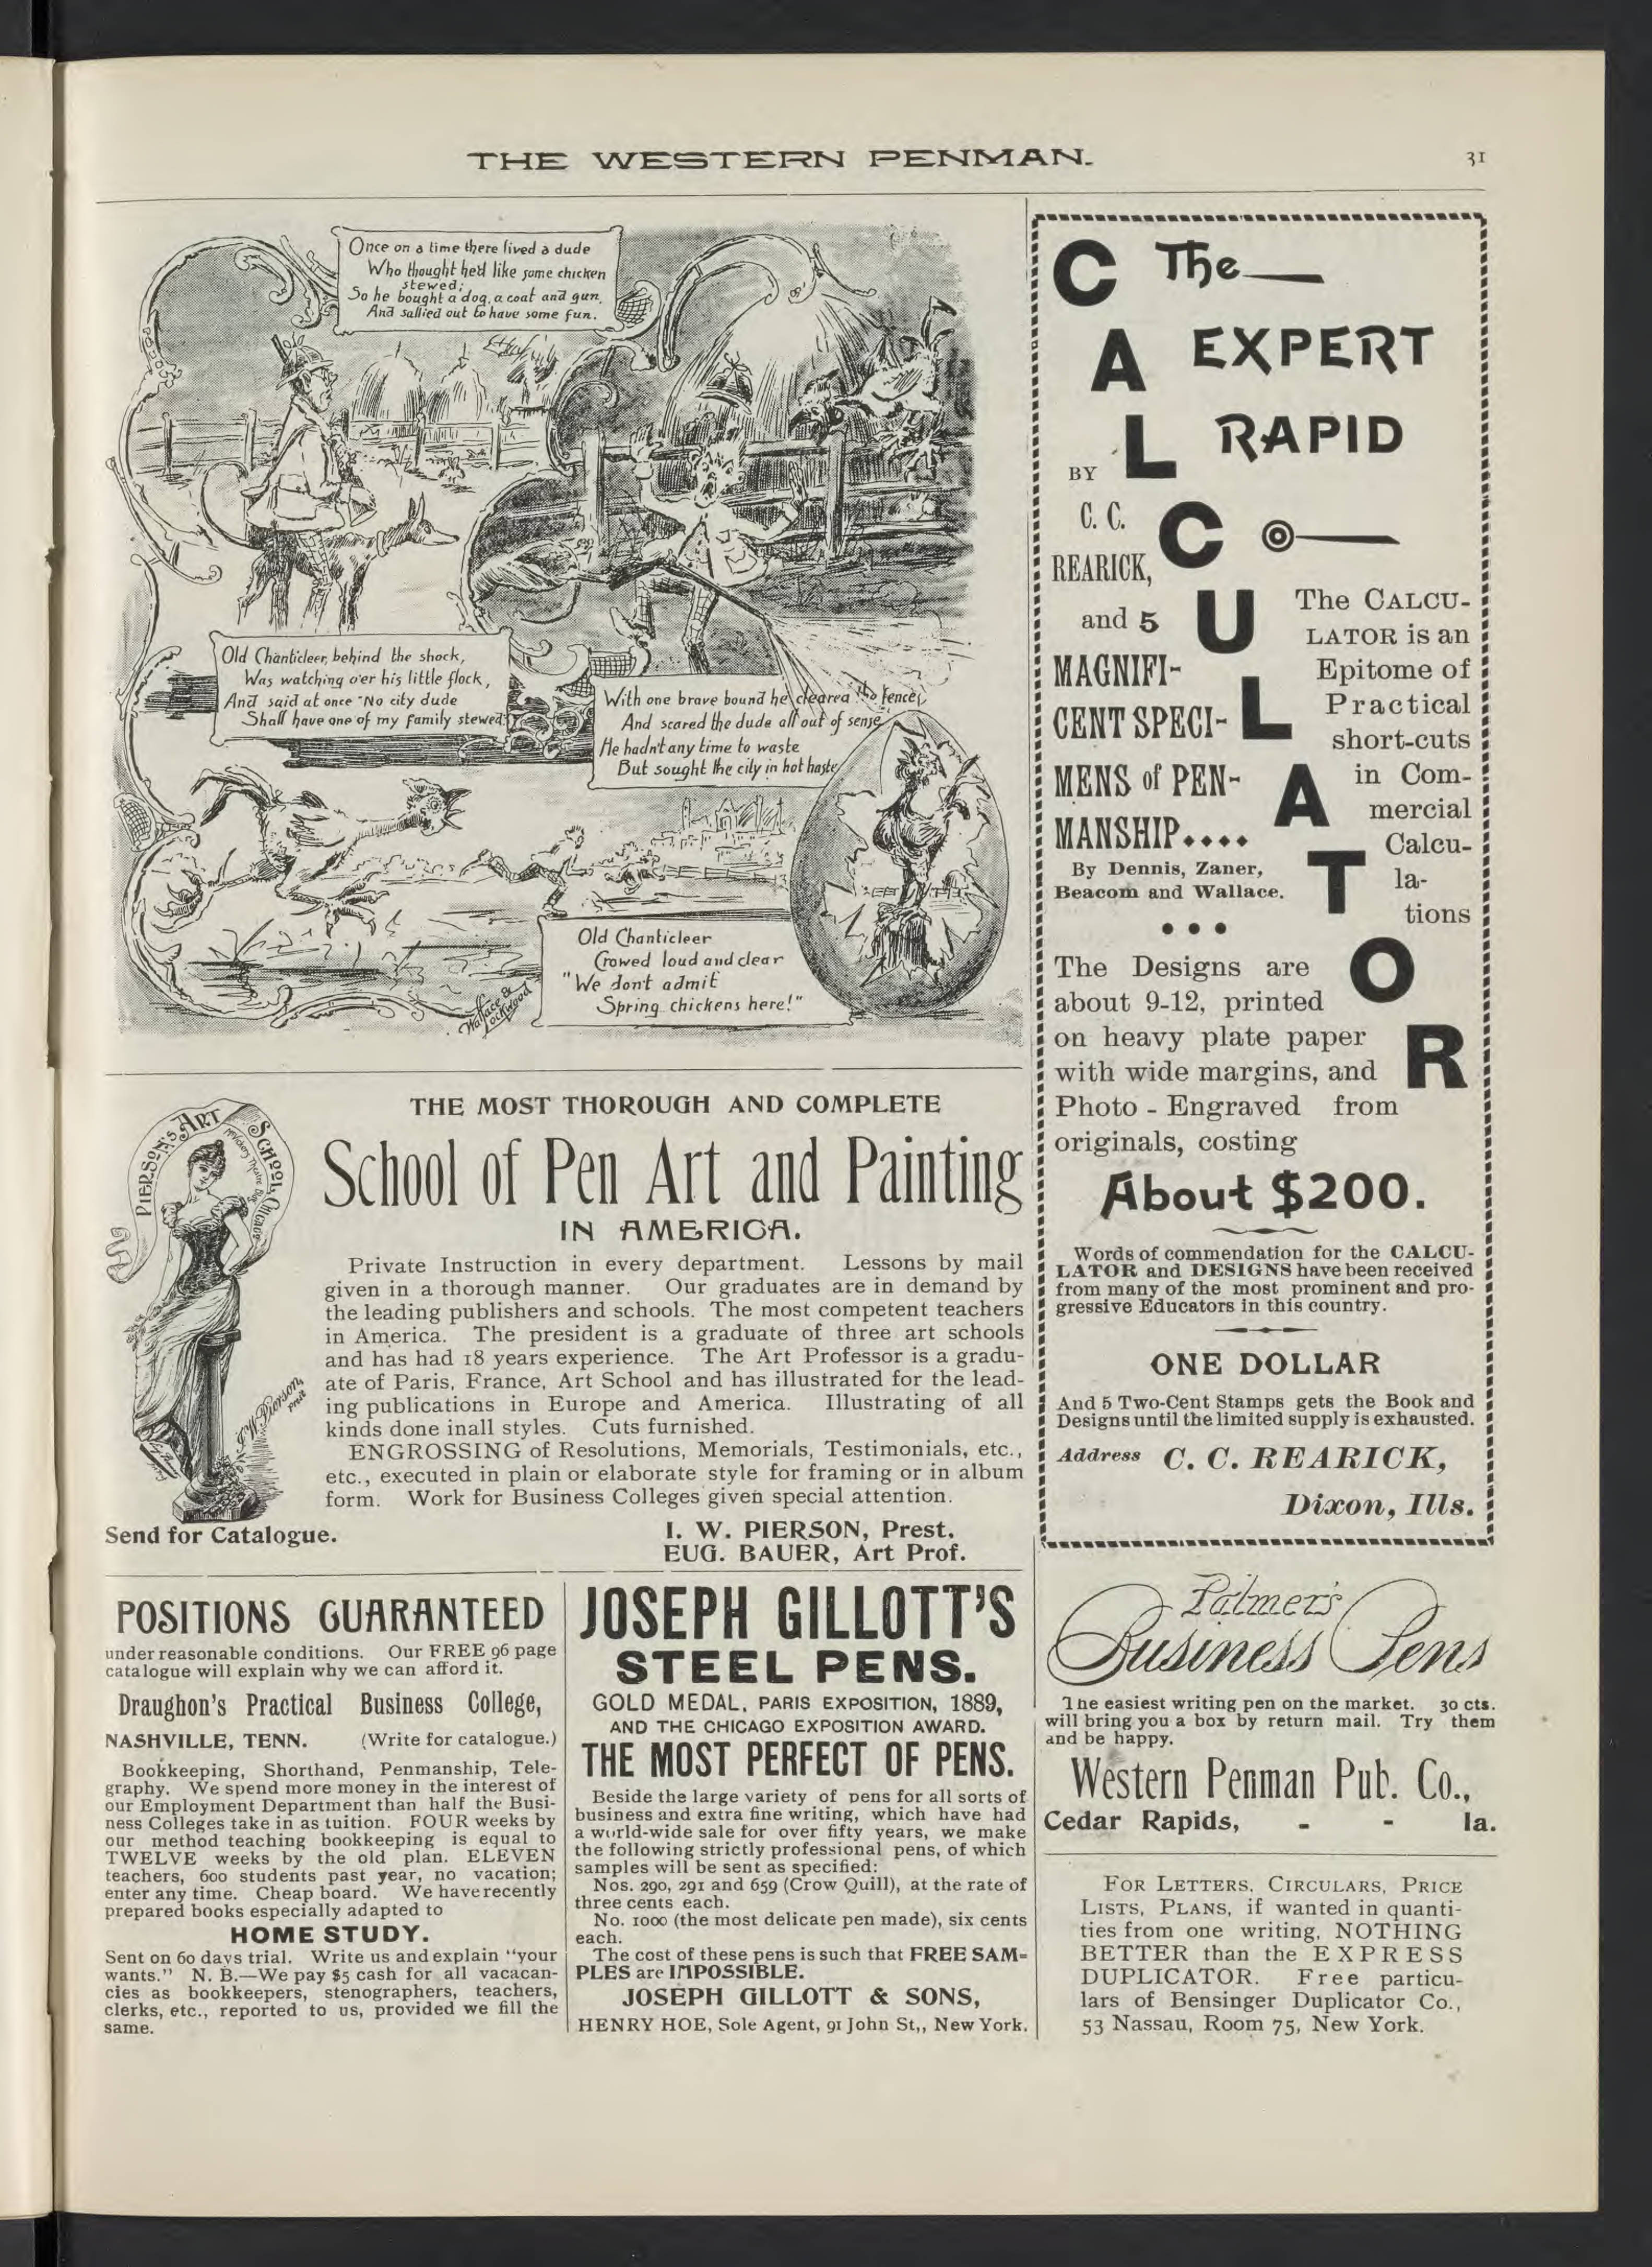 THE WESTERN PENMAN.
31
Once on a time there lived a dude
Who thought he'd like some chicken
stewed;
So he bought a dog, a coat and gun,
And sallied out to have some fun.
Old Chanticleer, behind the shock,
Was watching o'er his little flock,
And said at once "No city dude
Shall have one of my family stewed."
With one brave bound he cleared the fence,
And scared the dude all out of sense
He hadn't any time to waste
But sought the city in hot haste
Old Chanticleer
Crowed loud and clear
"We don't admit
Spring chickens here!"
Wallace &
Lockwood
THE MOST THOROUGH AND COMPLETE
School of Pen Art and Painting
IN AMERICA.
PIERSON'S ART SCHOOL, CHICAGO
Private Instruction in every department. Lessons by mail
given in a thorough manner. Our graduates are in demand by
the leading publishers and schools. The most competent teachers
in America. The president is a graduate of three art schools
and has had 18 years experience. The Art Professor is a gradu-
ate of Paris, France, Art School and has illustrated for the lead-
ing publications in Europe and America. Illustrating of all
kinds done inall styles. Cuts furnished.
ENGROSSING of Resolutions, Memorials, Testimonials, etc.,
etc., executed in plain or elaborate style for framing or in album
form. Work for Business Colleges given special attention.
Send for Catalogue.
I. W. PIERSON, Prest.
EUG. BAUER, Art Prof.
POSITIONS GUARANTEED
under reasonable conditions. Our FREE 96 page
catalogue will explain why we can afford it.
Draughon's Practical Business College,
NASHVILLE, TENN. (Write for catalogue.)
Bookkeeping, Shorthand, Penmanship, Tele-
graphy. We spend more money in the interest of
our Employment Department than half the Busi-
ness Colleges take in as tuition. FOUR weeks by
our method teaching bookkeeping is equal to
TWELVE weeks by the old plan. ELEVEN
teachers, 600 students past year, no vacation;
enter any time. Cheap board. We have recently
prepared books especially adapted to
HOME STUDY.
Sent on 60 days trial. Write us and explain "your
wants." N. B.—We pay $5 cash for all vacacan-
cies as bookkeepers, stenographers, teachers,
clerks, etc., reported to us, provided we fill the
same.
JOSEPH GILLOTT'S
STEEL PENS.
GOLD MEDAL, PARIS EXPOSITION, 1889,
AND THE CHICAGO EXPOSITION AWARD.
THE MOST PERFECT OF PENS.
Beside the large variety of pens for all sorts of
business and extra fine writing, which have had
a world-wide sale for over fifty years, we make
the following strictly professional pens, of which
samples will be sent as specified:
Nos. 290, 291 and 659 (Crow Quill), at the rate of
three cents each.
No. 1000 (the most delicate pen made), six cents
each.
The cost of these pens is such that FREE SAM-
PLES are IMPOSSIBLE.
JOSEPH GILLOTT & SONS,
HENRY HOE, Sole Agent, 91 John St,, New York.
The
EXPERT
RAPID
CALCULATOR
BY
C. C.
REARICK,
and 5
MAGNIFI-
CENT SPECI-
MENS of PEN-
MANSHIP....
By Dennis, Zaner,
Beacom and Wallace.
The CALCU-
LATOR is an
Epitome of
Practical
short-cuts
in Com-
mercial
Calcu-
la-
tions
The Designs are
about 9-12, printed
on heavy plate paper
with wide margins, and
Photo - Engraved from
originals, costing
About $200.
Words of commendation for the CALCU-
LATOR and DESIGNS have been received
from many of the most prominent and pro-
gressive Educators in this country.
ONE DOLLAR
And 5 Two-Cent Stamps gets the Book and
Designs until the limited supply is exhausted.
Address C. C. REARICK,
Dixon, Ills.
Palmer's
Business Pens
The easiest writing pen on the market. 30 cts.
will bring you a box by return mail. Try them
and be happy.
Western Penman Pub. Co.,
Cedar Rapids, - - Ia.
FOR LETTERS, CIRCULARS, PRICE
LISTS, PLANS, if wanted in quanti-
ties from one writing, NOTHING
BETTER than the EXPRESS
DUPLICATOR. Free particu-
lars of Bensinger Duplicator Co.,
53 Nassau, Room 75, New York.